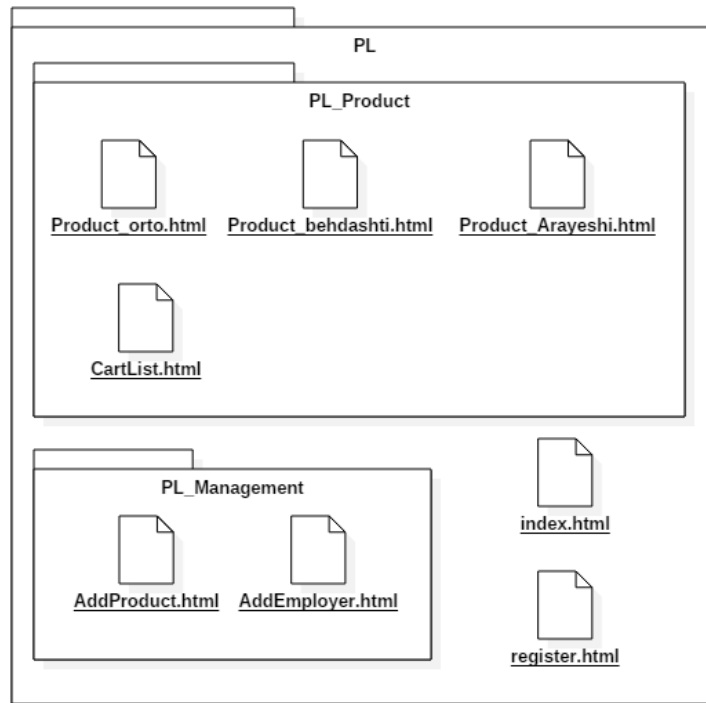 PL
PL_Product
Product_orto.html
Product_behdashti.html
Product_Arayeshi.html
CartList.html
PL_Management
AddProduct.html
AddEmployer.html
index.html
register.html